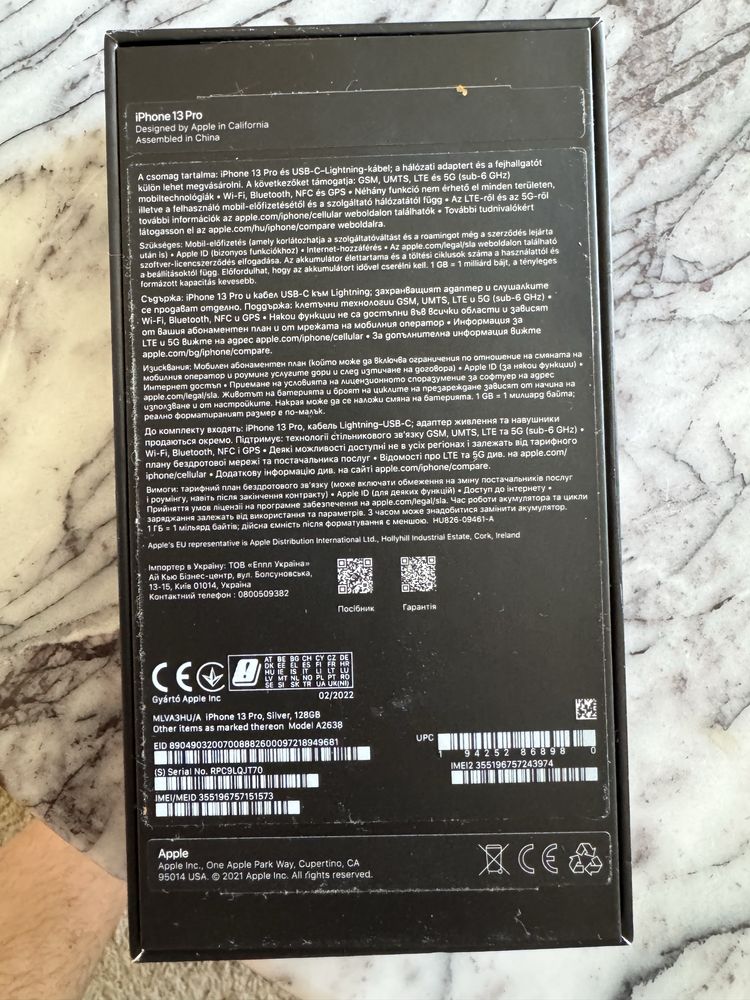 iPhone 13 Pro
Designed by Apple in California
Assembled in China
A csomag tartalma: iPhone 13 Pro és USB-C–Lightning-kábel; a hálózati adaptert és a fejhallgatót
külön lehet megvásárolni. A következőket támogatja: GSM, UMTS, LTE és 5G (sub-6 GHz)
mobiltechnológiák • Wi-Fi, Bluetooth, NFC és GPS • Néhány funkció nem érhető el minden területen,
illetve a felhasználó mobil-előfizetésétől és a szolgáltató hálózatától függ • Az LTE-ről és az 5G-ről
további információk az apple.com/iphone/cellular weboldalon találhatók • További tudnivalókért
látogasson el az apple.com/hu/iphone/compare weboldalra.
Szükséges: Mobil-előfizetés (amely korlátozhatja a szolgáltatóváltást és a roamingot még a szerződés lejárta
után is) • Apple ID (bizonyos funkciókhoz) • Internet-hozzáférés • Az apple.com/legal/sla weboldalon található
szoftver-licencszerződés elfogadása. Az akkumulátor élettartama és a töltési ciklusok száma a használattól és
a beállításoktól függ. Előfordulhat, hogy az akkumulátort idővel cserélni kell. 1 GB = 1 milliárd bájt, a tényleges
formázott kapacitás kevesebb.
Съдържа: iPhone 13 Pro и кабел USB-C към Lightning; захранващият адаптер и слушалките
се продават отделно. Поддържа: клетъчни технологии GSM, UMTS, LTE и 5G (sub-6 GHz) •
Wi-Fi, Bluetooth, NFC и GPS • Някои функции не са достъпни във всички области и зависят
от вашия абонаментен план и от мрежата на мобилния оператор • Информация за
LTE и 5G вижте на адрес apple.com/iphone/cellular • За допълнителна информация вижте
apple.com/bg/iphone/compare.
Изисквания: Мобилен абонаментен план (който може да включва ограничения по отношение на смяната на
мобилния оператор и роуминг услугите дори и след изтичане на договора) • Apple ID (за някои функции) •
Интернет достъп • Приемане на условията на лицензионното споразумение за софтуер на адрес
apple.com/legal/sla. Животът на батерията и броят на циклите на презареждане зависят от начина на
използване и от настройките. Накрая може да се наложи смяна на батерията. 1 GB = 1 милиард байта;
реално форматираният размер е по-малък.
До комплекту входять: iPhone 13 Pro, кабель Lightning–USB-C; адаптер живлення та навушники
продаються окремо. Підтримує: технології стільникового зв’язку GSM, UMTS, LTE та 5G (sub-6 GHz) •
Wi-Fi, Bluetooth, NFC і GPS • Деякі можливості доступні не в усіх регіонах і залежать від тарифного
плану бездротової мережі та постачальника послуг • Відомості про LTE та 5G див. на apple.com/
iphone/cellular • Додаткову інформацію див. на сайті apple.com/iphone/compare.
Вимоги: тарифний план бездротового зв’язку (може включати обмеження на зміну постачальників послуг
і роумінгу, навіть після закінчення контракту) • Apple ID (для деяких функцій) • Доступ до інтернету •
Прийняття умов ліцензії на програмне забезпечення на apple.com/legal/sla. Час роботи акумулятора та цикли
заряджання залежать від використання та параметрів. З часом може знадобитися замінити акумулятор.
1 ГБ = 1 мільярд байтів; дійсна ємність після форматування є меншою. HU826-09461-A
Apple's EU representative is Apple Distribution International Ltd., Hollyhill Industrial Estate, Cork, Ireland
Імпортер в Україну: ТОВ «Еппл Україна»
Ай Кью Бізнес-центр, вул. Болсуновська,
13-15, Київ 01014, Україна
Контактний телефон : 0800509382
Посібник
Гарантія
CE
AT BE BG CH CY CZ DE
DK EE EL ES FI FR HR
HU IE IS IT LI LT LU
LV MT NL NO PL PT RO
SE SI SK TR UA UK(NI)
Gyártó Apple Inc
02/2022
MLVA3HU/A iPhone 13 Pro, Silver, 128GB
Other items as marked thereon Model A2638
EID 89049032007008882600097218949681
UPC
1 94252 86898 0
(S) Serial No. RPC9LQJT70
IMEI2 355196757243974
IMEI/MEID 355196757151573
Apple
Apple Inc., One Apple Park Way, Cupertino, CA
95014 USA. © 2021 Apple Inc. All rights reserved.
CE